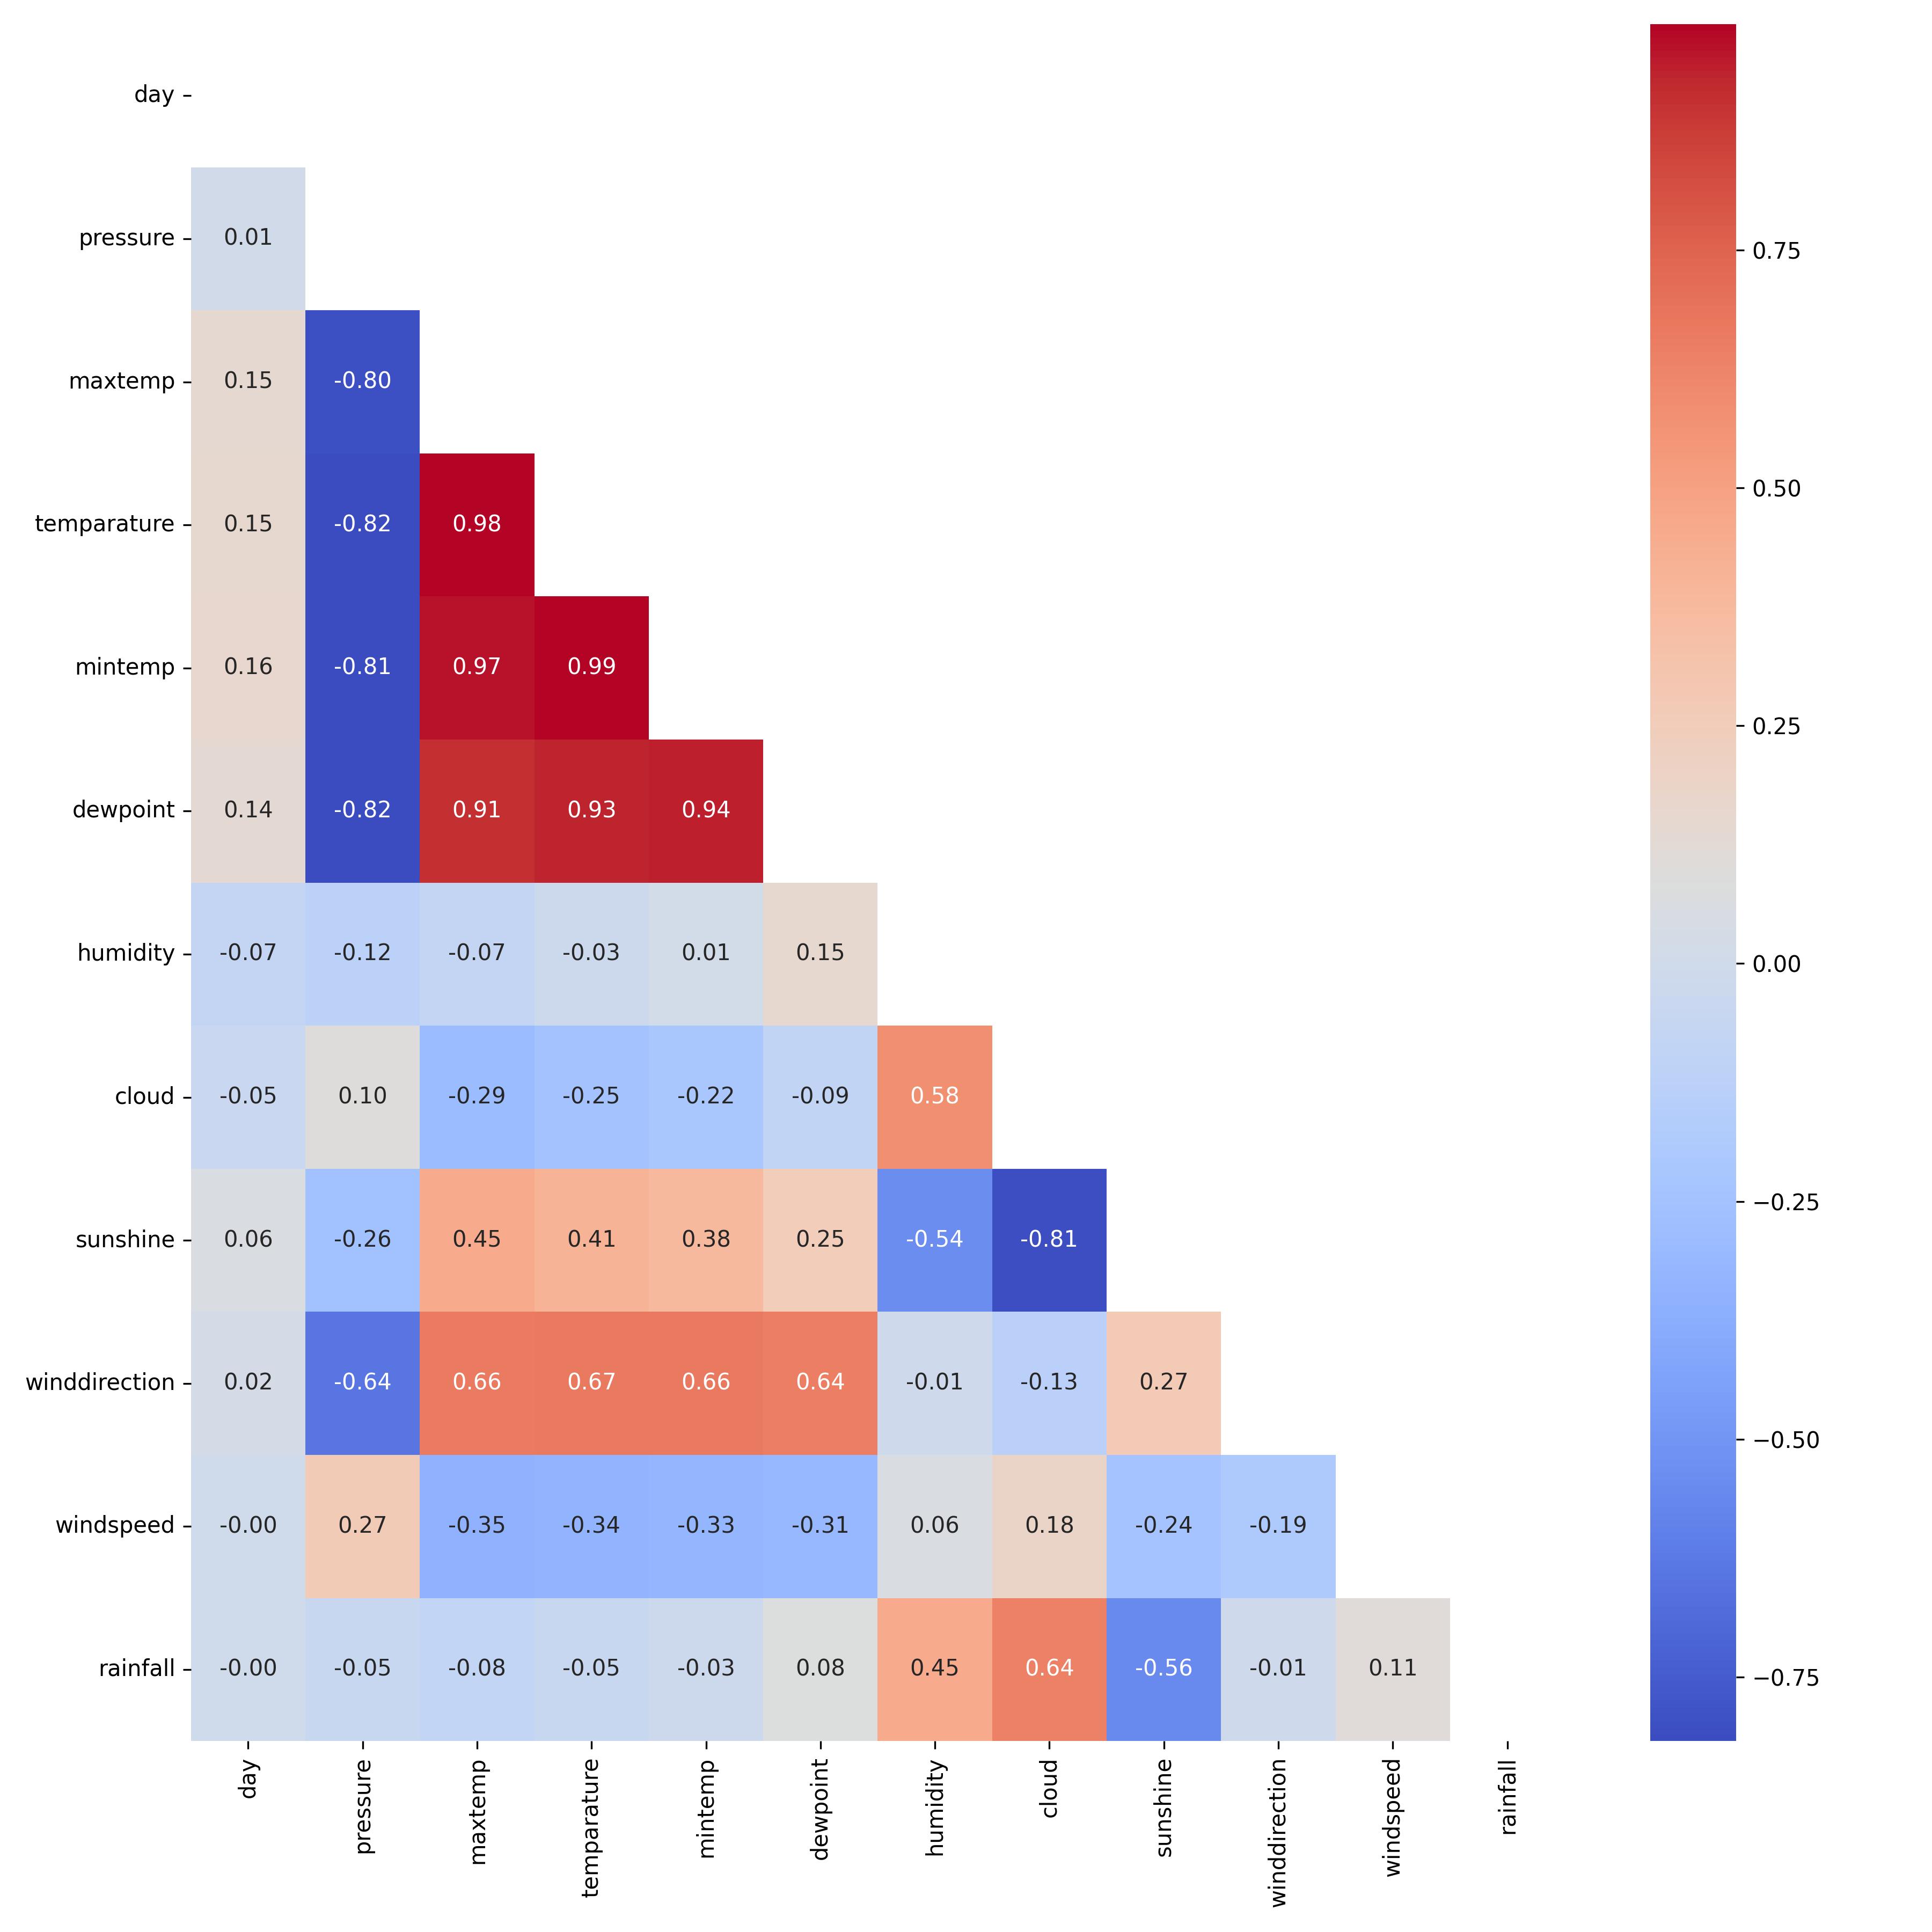 day
pressure 0.01
maxtemp 0.15 -0.80
temparature 0.15 -0.82 0.98
mintemp 0.16 -0.81 0.97 0.99
dewpoint 0.14 -0.82 0.91 0.93 0.94
humidity -0.07 -0.12 -0.07 -0.03 0.01 0.15
cloud -0.05 0.10 -0.29 -0.25 -0.22 -0.09 0.58
sunshine 0.06 -0.26 0.45 0.41 0.38 0.25 -0.54 -0.81
winddirection 0.02 -0.64 0.66 0.67 0.66 0.64 -0.01 -0.13 0.27
windspeed -0.00 0.27 -0.35 -0.34 -0.33 -0.31 0.06 0.18 -0.24 -0.19
rainfall -0.00 -0.05 -0.08 -0.05 -0.03 0.08 0.45 0.64 -0.56 -0.01 0.11
day pressure maxtemp temparature mintemp dewpoint humidity cloud sunshine winddirection windspeed rainfall
0.75
0.50
0.25
0.00
−0.25
−0.50
−0.75